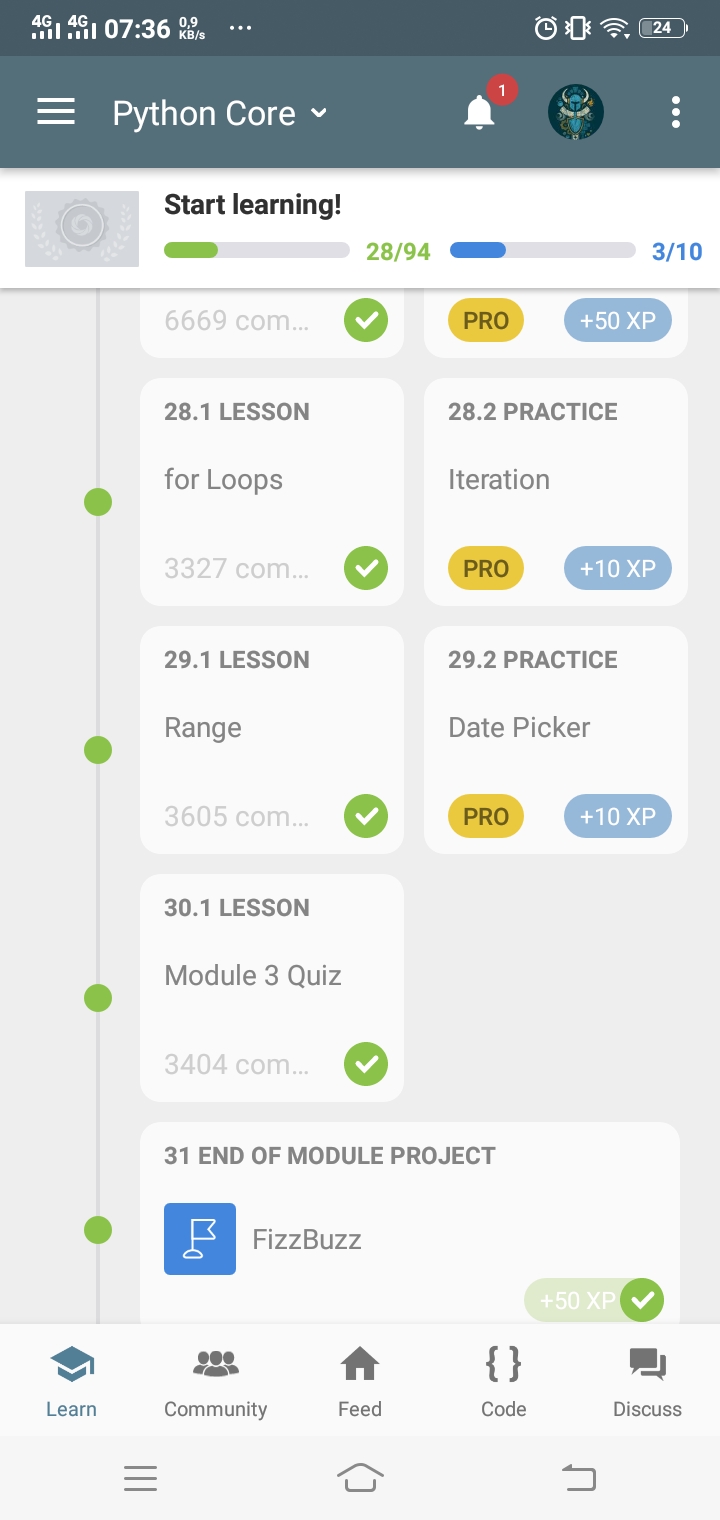 4G 4G 07:36 0,9 KB/s ... 24
Python Core
1
Start learning!
28/94 3/10
6669 com... PRO +50 XP
28.1 LESSON 28.2 PRACTICE
for Loops Iteration
3327 com... PRO +10 XP
29.1 LESSON 29.2 PRACTICE
Range Date Picker
3605 com... PRO +10 XP
30.1 LESSON
Module 3 Quiz
3404 com...
31 END OF MODULE PROJECT
FizzBuzz
+50 XP
Learn Community Feed Code Discuss